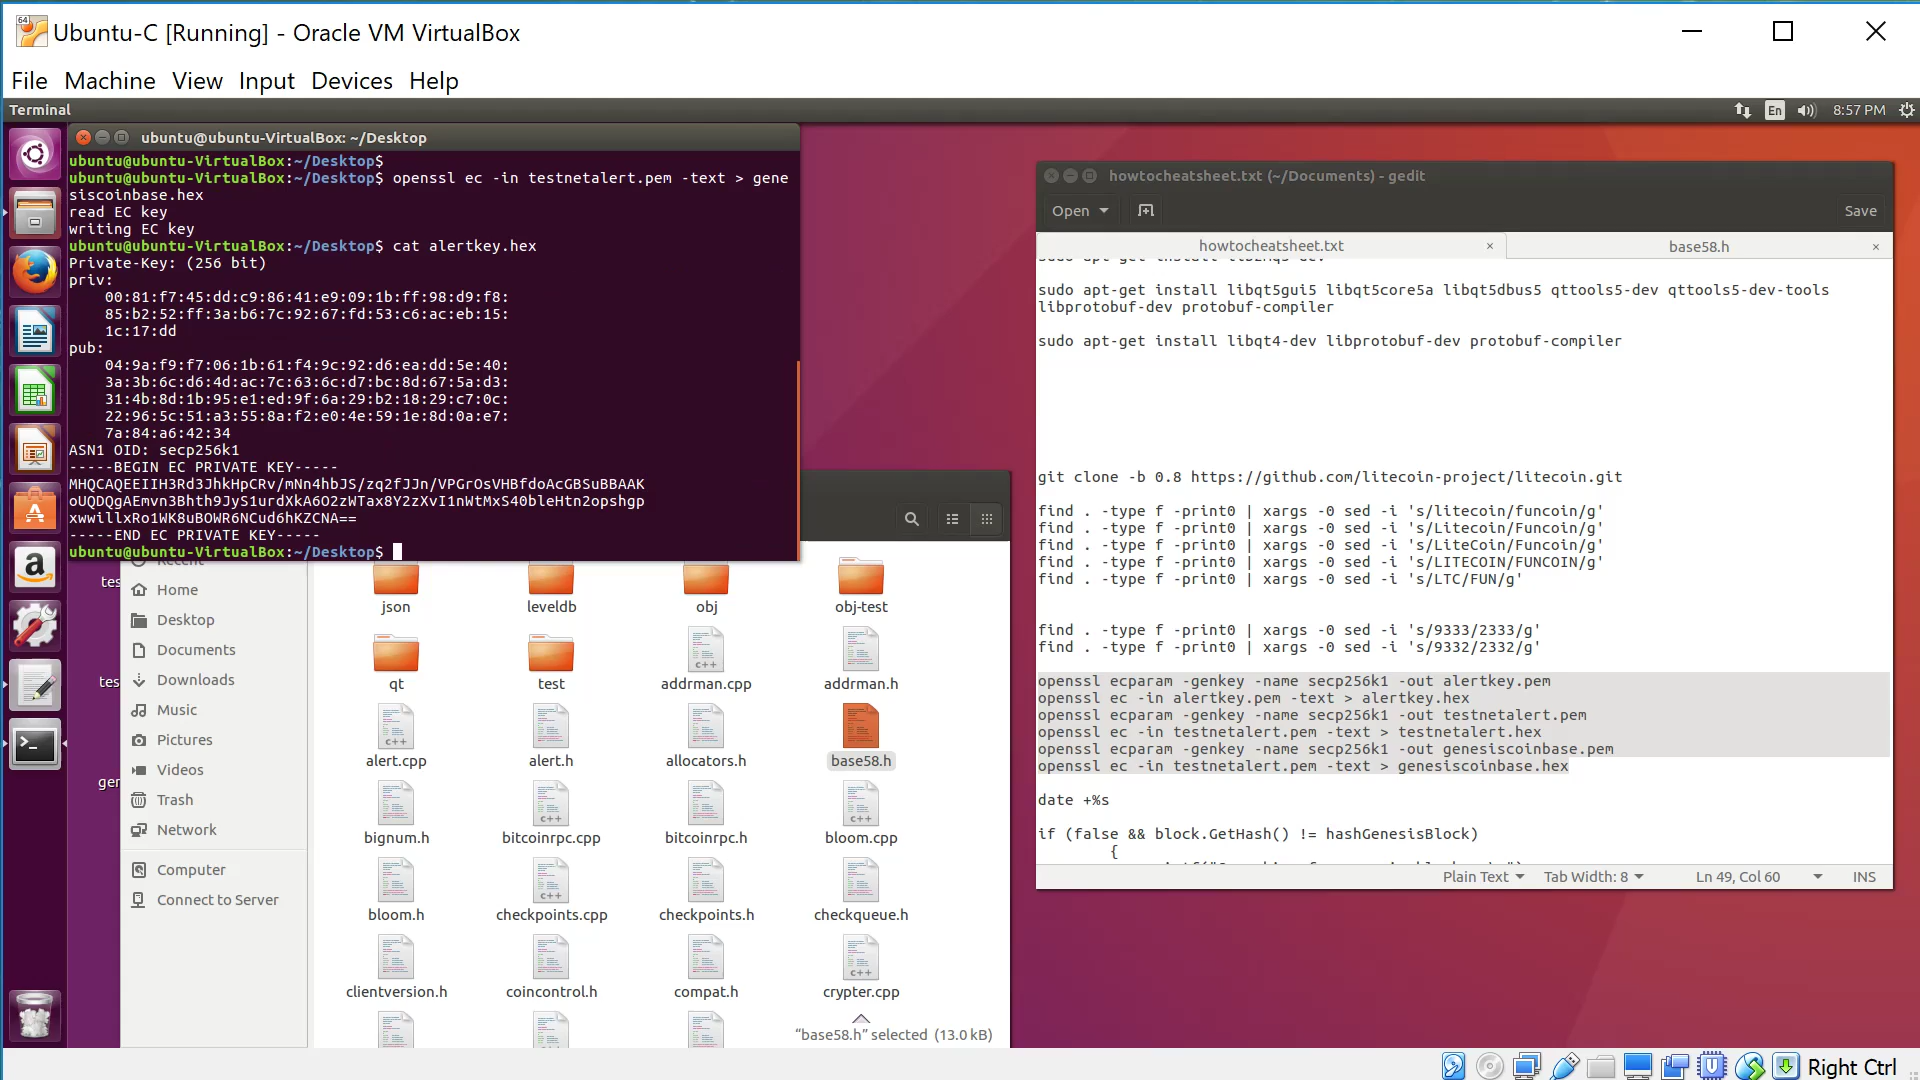 Ubuntu-C [Running] - Oracle VM VirtualBox
File Machine View Input Devices Help
Terminal
En
8:57 PM
ubuntu@ubuntu-VirtualBox: ~/Desktop
ubuntu@ubuntu-VirtualBox:~/Desktop$
ubuntu@ubuntu-VirtualBox:~/Desktop$ openssl ec -in testnetalert.pem -text > gene
siscoinbase.hex
read EC key
writing EC key
ubuntu@ubuntu-VirtualBox:~/Desktop$ cat alertkey.hex
Private-Key: (256 bit)
priv:
00:81:f7:45:dd:c9:86:41:e9:09:1b:ff:98:d9:f8:
85:b2:52:ff:3a:b6:7c:92:67:fd:53:c6:ac:eb:15:
1c:17:dd
pub:
04:9a:f9:f7:06:1b:61:f4:9c:92:d6:ea:dd:5e:40:
3a:3b:6c:d6:4d:ac:7c:63:6c:d7:bc:8d:67:5a:d3:
31:4b:8d:1b:95:e1:ed:9f:6a:29:b2:18:29:c7:0c:
22:96:5c:51:a3:55:8a:f2:e0:4e:59:1e:8d:0a:e7:
7a:84:a6:42:34
ASN1 OID: secp256k1
-----BEGIN EC PRIVATE KEY-----
MHQCAQEEIIH3Rd3JhkHpCRv/mNn4hbJS/zq2fJJn/VPGrOsVHBfdoAcGBSuBBAAK
oUQDQgAEmvn3Bhth9JyS1urdXkA6O2zWTax8Y2zXvI1nWtMxS40bleHtn2opshgp
xwwillxRo1WK8uBOWR6NCud6hKZCNA==
-----END EC PRIVATE KEY-----
ubuntu@ubuntu-VirtualBox:~/Desktop$
tes
tes
gen
Recent
Home
Desktop
Documents
Downloads
Music
Pictures
Videos
Trash
Network
Computer
Connect to Server
json leveldb obj obj-test
qt test addrman.cpp addrman.h
alert.cpp alert.h allocators.h base58.h
bignum.h bitcoinrpc.cpp bitcoinrpc.h bloom.cpp
bloom.h checkpoints.cpp checkpoints.h checkqueue.h
clientversion.h coincontrol.h compat.h crypter.cpp
“base58.h” selected (13.0 kB)
howtocheatsheet.txt (~/Documents) - gedit
Open Save
howtocheatsheet.txt × base58.h ×
sudo apt-get install libzmq3-dev
sudo apt-get install libqt5gui5 libqt5core5a libqt5dbus5 qttools5-dev qttools5-dev-tools
libprotobuf-dev protobuf-compiler
sudo apt-get install libqt4-dev libprotobuf-dev protobuf-compiler
git clone -b 0.8 https://github.com/litecoin-project/litecoin.git
find . -type f -print0 | xargs -0 sed -i 's/litecoin/funcoin/g'
find . -type f -print0 | xargs -0 sed -i 's/Litecoin/Funcoin/g'
find . -type f -print0 | xargs -0 sed -i 's/LiteCoin/Funcoin/g'
find . -type f -print0 | xargs -0 sed -i 's/LITECOIN/FUNCOIN/g'
find . -type f -print0 | xargs -0 sed -i 's/LTC/FUN/g'
find . -type f -print0 | xargs -0 sed -i 's/9333/2333/g'
find . -type f -print0 | xargs -0 sed -i 's/9332/2332/g'
openssl ecparam -genkey -name secp256k1 -out alertkey.pem
openssl ec -in alertkey.pem -text > alertkey.hex
openssl ecparam -genkey -name secp256k1 -out testnetalert.pem
openssl ec -in testnetalert.pem -text > testnetalert.hex
openssl ecparam -genkey -name secp256k1 -out genesiscoinbase.pem
openssl ec -in testnetalert.pem -text > genesiscoinbase.hex
date +%s
if (false && block.GetHash() != hashGenesisBlock)
{
Plain Text Tab Width: 8 Ln 49, Col 60 INS
Right Ctrl